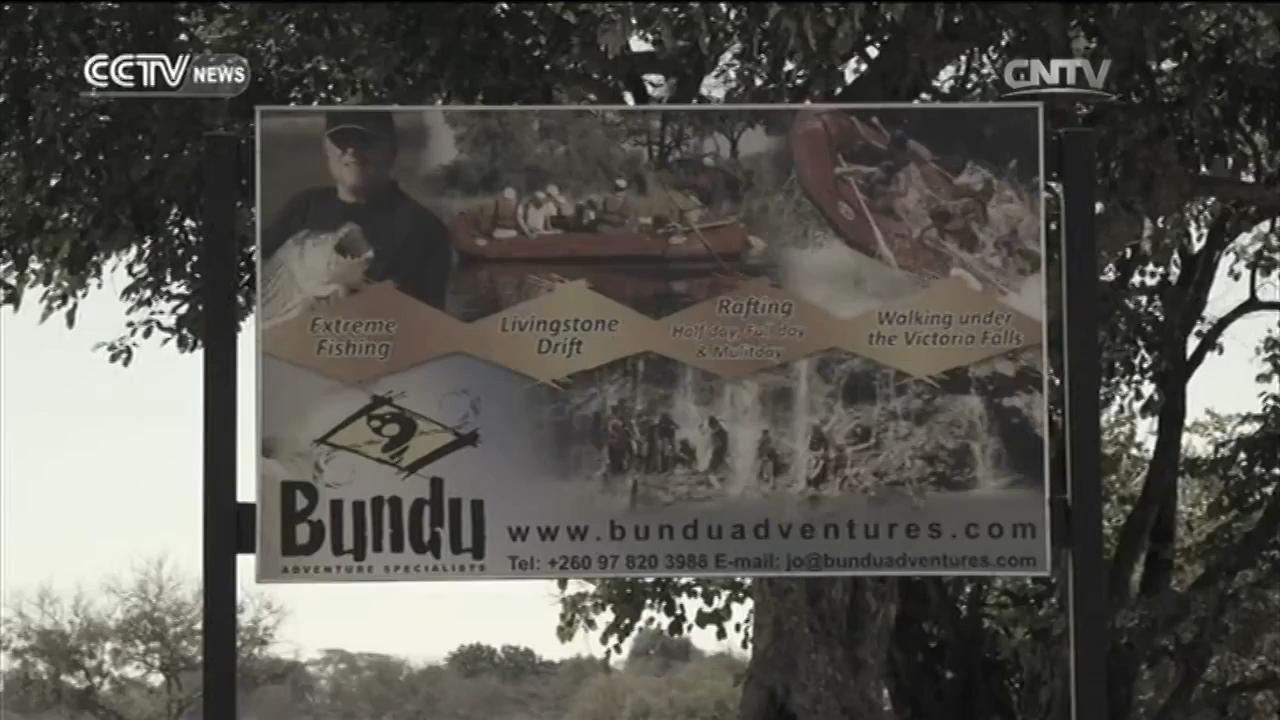 CCTV NEWS
CNTV
Extreme
Fishing
Livingstone
Drift
Rafting
Half day, Full day
& Mulitday
Walking under
the Victoria Falls
Bundu
ADVENTURE SPECIALISTS
www.bunduadventures.com
Tel: +260 97 820 3988 E-mail: jo@bunduadventures.com